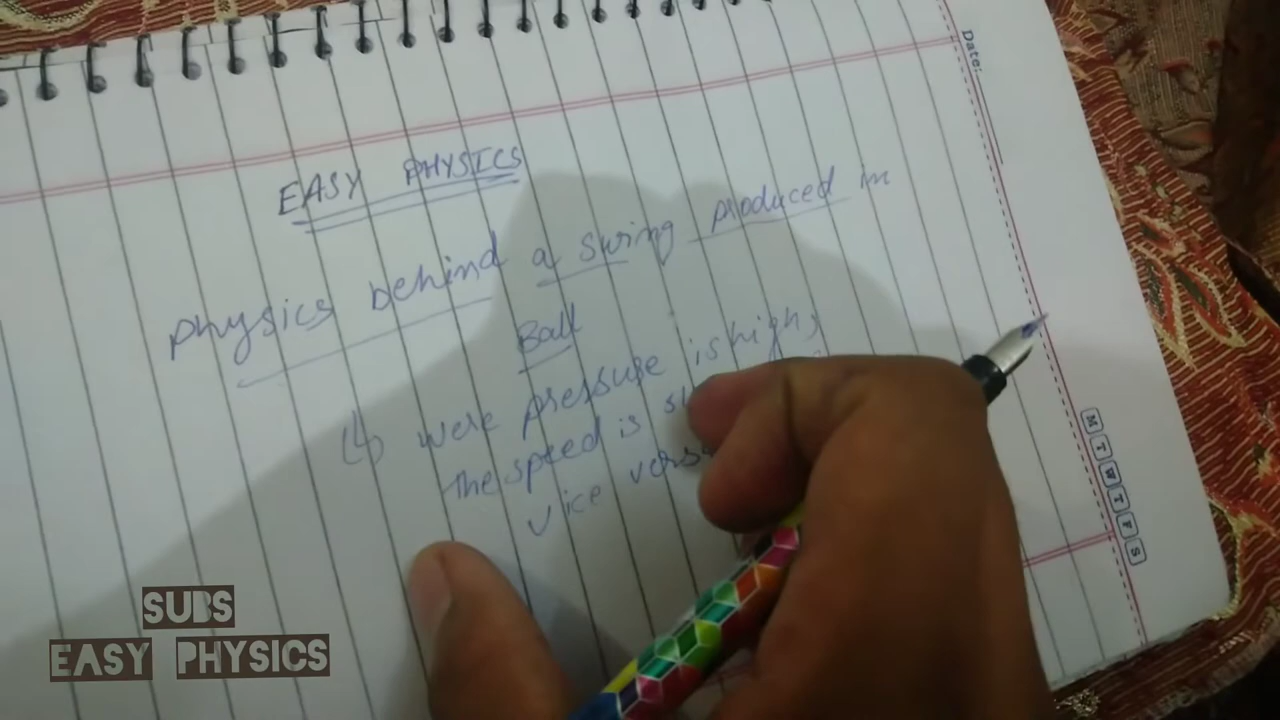 Date:
EASY PHYSICS
Physics behind a swing produced in
Ball
were pressure is high,
the speed is
vice versa
M T W T F S
SUBS
EASY PHYSICS